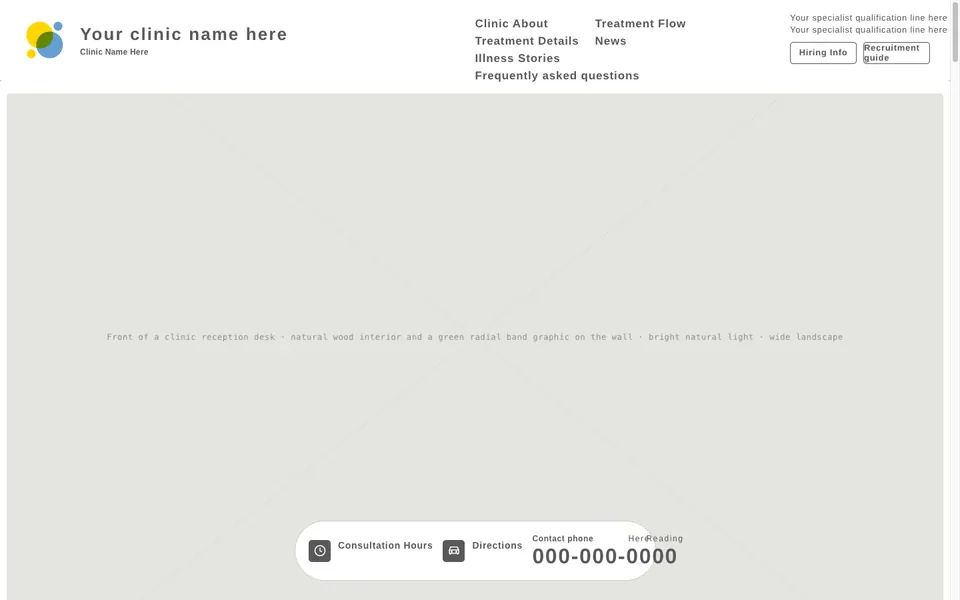 Your clinic name here
Clinic Name Here
Clinic About
Treatment Flow
Treatment Details
News
Illness Stories
Frequently asked questions
Your specialist qualification line here
Your specialist qualification line here
Hiring Info
Recruitment guide
Front of a clinic reception desk · natural wood interior and a green radial band graphic on the wall · bright natural light · wide landscape
Consultation Hours
Directions
Contact phone
Here
Reading
000-000-0000